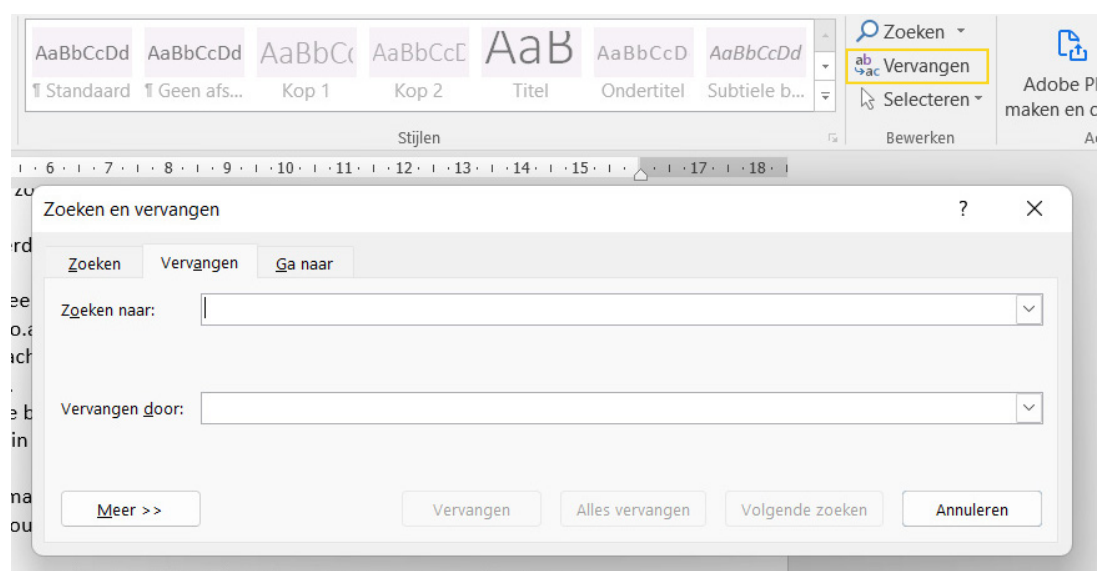 AaBbCcDd AaBbCcDd AaBbC AaBbCcD AaB AaBbCcD AaBbCcDd
¶ Standaard ¶ Geen afs... Kop 1 Kop 2 Titel Ondertitel Subtiele b...
Stijlen
Zoeken
Vervangen
Selecteren
Bewerken
Adobe
maken en
6 7 8 9 10 11 12 13 14 15 17 18
Zoeken en vervangen ? ×
Zoeken Vervangen Ga naar
Zoeken naar:
Vervangen door:
Meer >> Vervangen Alles vervangen Volgende zoeken Annuleren